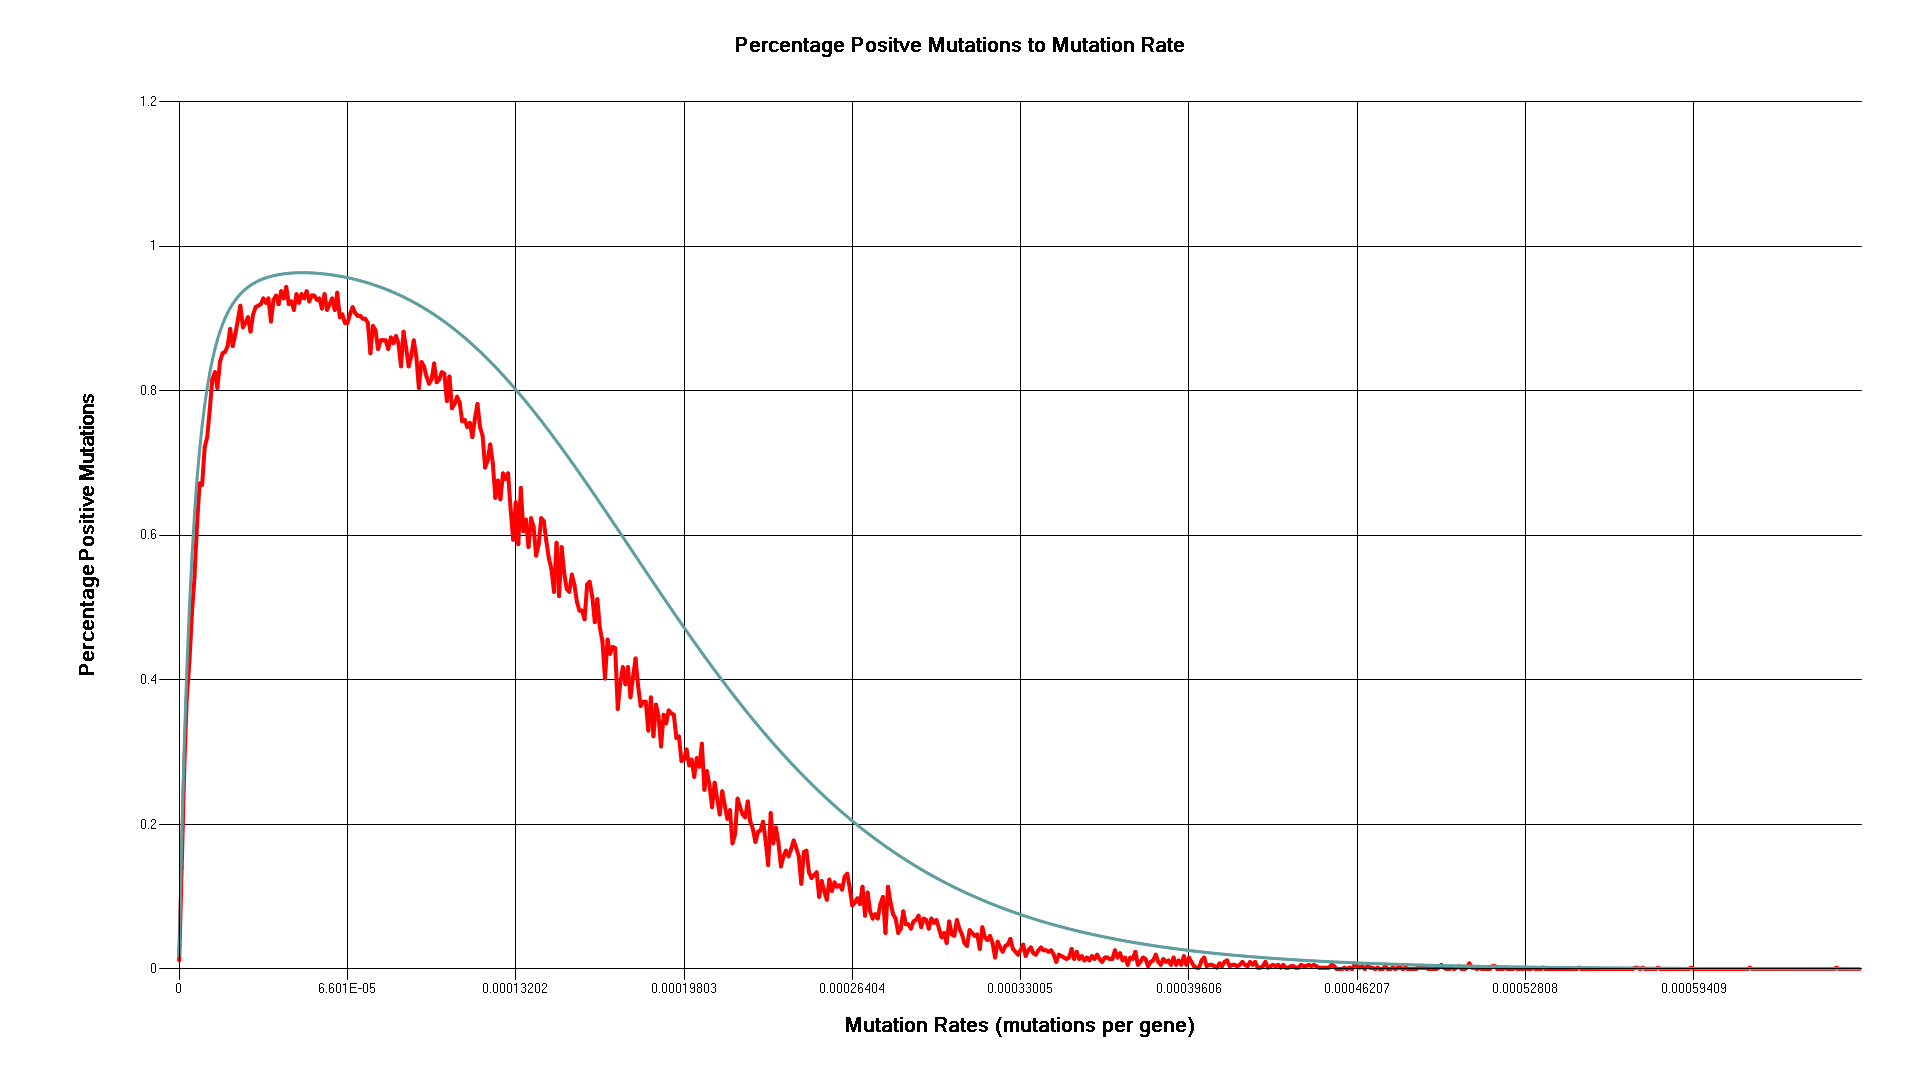 Percentage Positve Mutations to Mutation Rate
1.2
1
0.8
0.6
0.4
0.2
0
Percentage Positive Mutations
0 6.601E-05 0.00013202 0.00019803 0.00026404 0.00033005 0.00039606 0.00046207 0.00052808 0.00059409
Mutation Rates (mutations per gene)